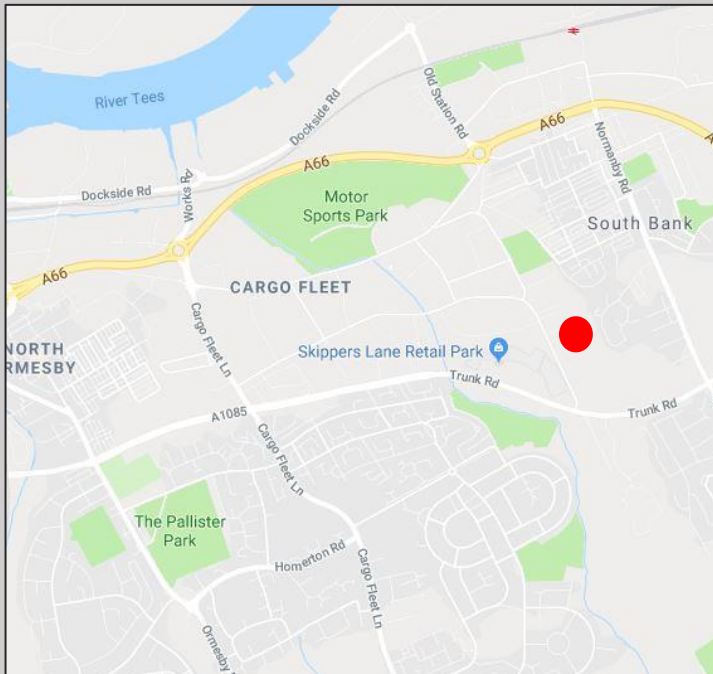 River Tees
Dockside Rd
Old Station Rd
A66
A66
Normanby Rd
A
Dockside Rd
Works Rd
Motor
Sports Park
South Bank
A66
CARGO FLEET
Cargo Fleet Ln
NORTH
RMESBY
Skippers Lane Retail Park
Trunk Rd
Trunk Rd
A1085
Cargo Fleet Ln
The Pallister
Park
Homerton Rd
Cargo Fleet Ln
Ormesby